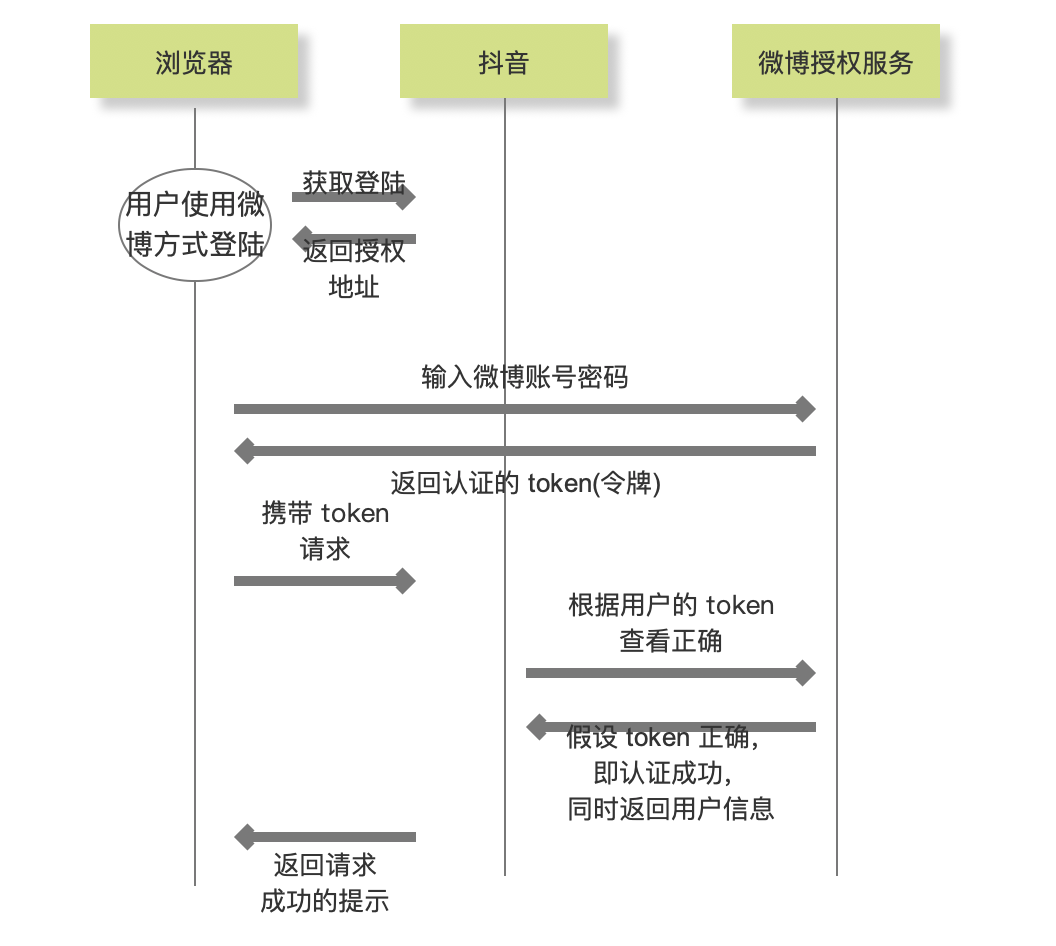 浏览器
抖音
微博授权服务
用户使用微
博方式登陆
获取登陆
返回授权
地址
输入微博账号密码
返回认证的 token(令牌)
携带 token
请求
根据用户的 token
查看正确
假设 token 正确，
即认证成功，
同时返回用户信息
返回请求
成功的提示